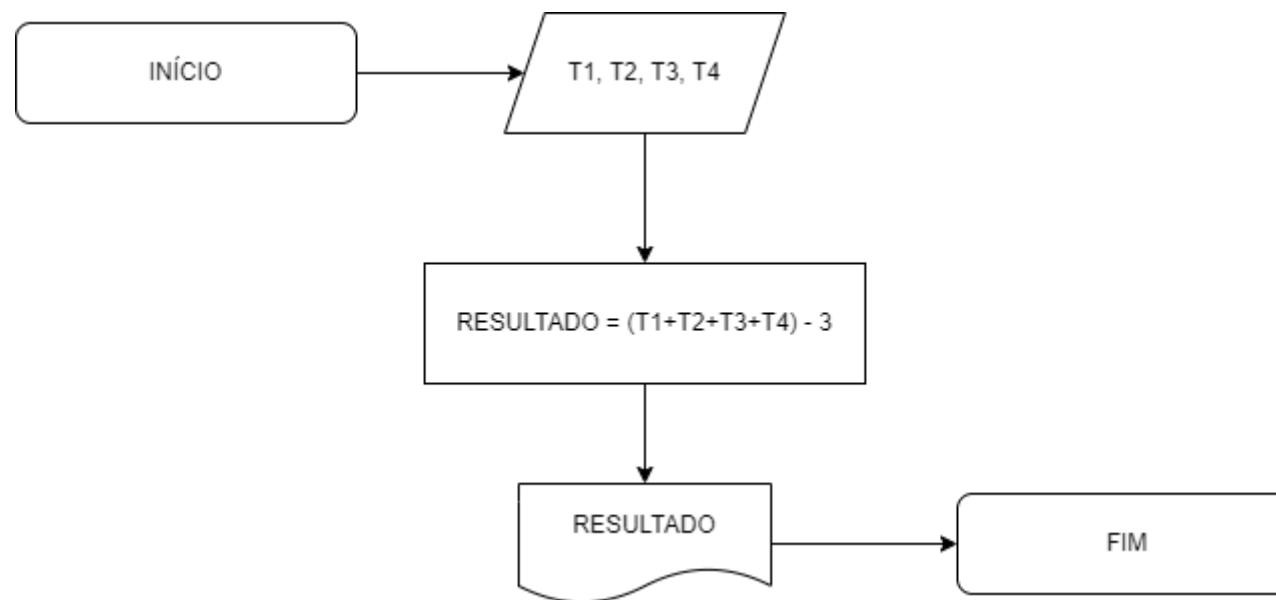 INÍCIO
T1, T2, T3, T4
RESULTADO = (T1+T2+T3+T4) - 3
RESULTADO
FIM